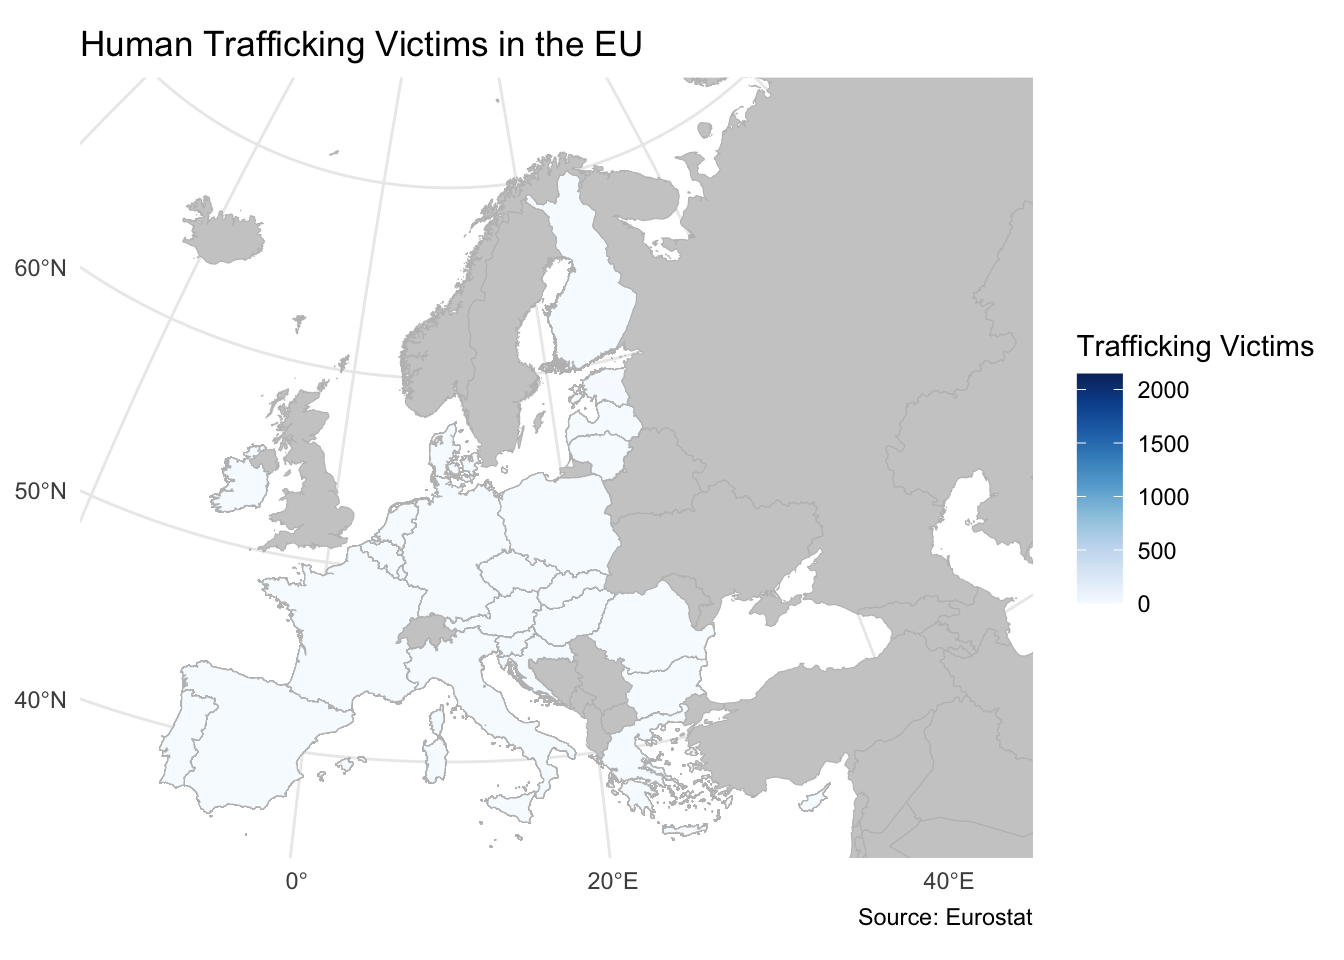 Human Trafficking Victims in the EU
60°N
50°N
40°N
0°
20°E
40°E
Trafficking Victims
2000
1500
1000
500
0
Source: Eurostat